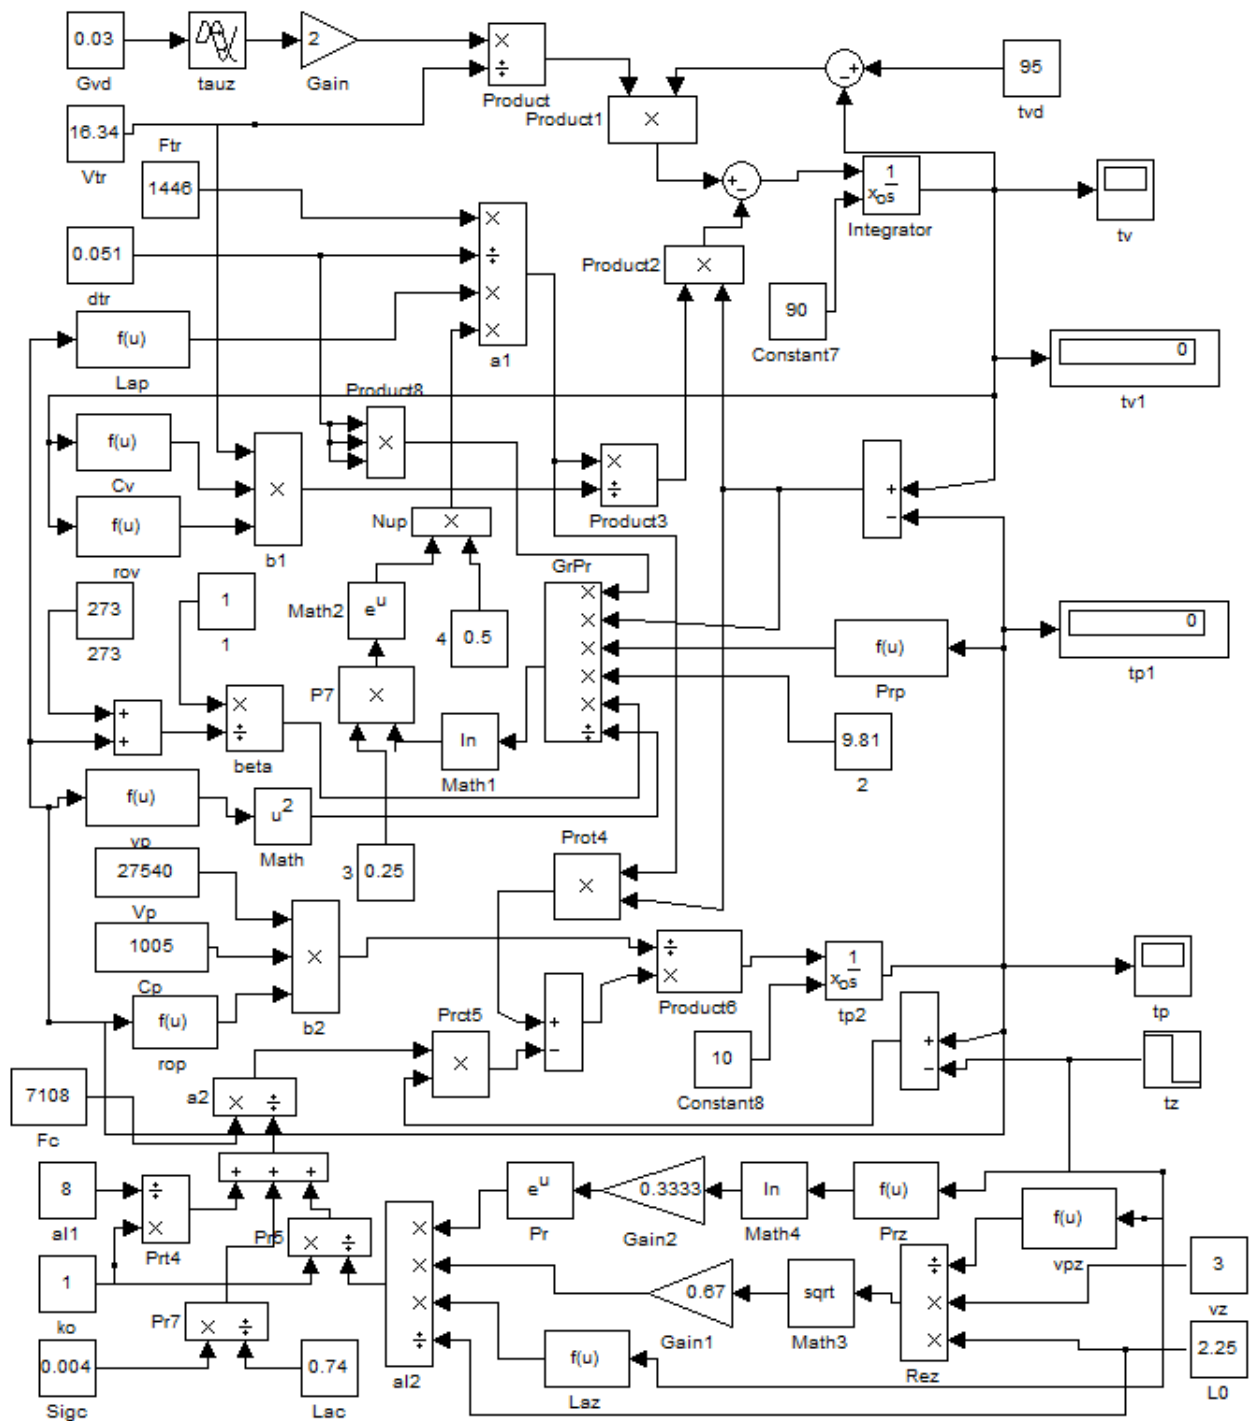 0.03
Gvd
tauz
2
Gain
×
÷
Product
− +
95
tvd
16.34
Vtr
Product1
×
Ftr
1446
+ −
1
xo s
Integrator
tv
0.051
dtr
×
÷
×
×
a1
Product2
×
90
Constant7
f(u)
Lap
0
tv1
Product8
×
f(u)
Cv
×
b1
×
÷
Product3
+
−
f(u)
rov
Nup
×
GrPr
273
273
1
1
Math2
e^u
4
0.5
×
×
×
×
×
÷
f(u)
Prp
0
tp1
P7
×
+
+
×
÷
beta
ln
Math1
9.81
2
f(u)
vp
u^2
Math
3
0.25
Prot4
×
27540
Vp
1005
Cp
×
b2
÷
×
Product6
1
xo s
tp2
tp
f(u)
rop
Prct5
×
+
−
10
Constant8
+
−
tz
7108
Fc
a2
× ÷
+ + +
8
al1
÷
×
Prt4
Pr5
× ÷
e^u
Pr
0.3333
Gain2
ln
Math4
f(u)
Prz
f(u)
vpz
1
ko
×
×
×
÷
al2
0.67
Gain1
sqrt
Math3
÷
×
×
Rez
3
vz
Pr7
× ÷
0.004
Sigc
0.74
Lac
f(u)
Laz
2.25
L0